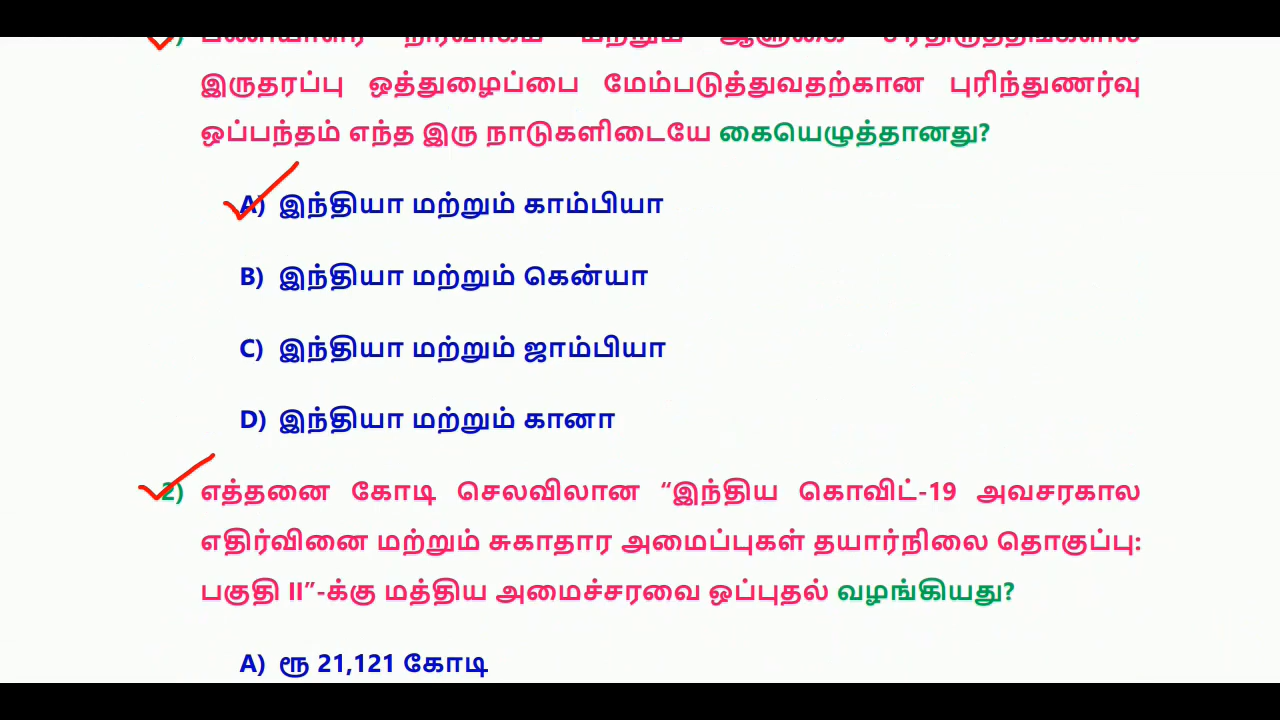 இருதரப்பு ஒத்துழைப்பை மேம்படுத்துவதற்கான புரிந்துணர்வு
ஒப்பந்தம் எந்த இரு நாடுகளிடையே கையெழுத்தானது?
A) இந்தியா மற்றும் காம்பியா
B) இந்தியா மற்றும் கென்யா
C) இந்தியா மற்றும் ஜாம்பியா
D) இந்தியா மற்றும் கானா
2) எத்தனை கோடி செலவிலான “இந்திய கொவிட்-19 அவசரகால
எதிர்வினை மற்றும் சுகாதார அமைப்புகள் தயார்நிலை தொகுப்பு:
பகுதி II”-க்கு மத்திய அமைச்சரவை ஒப்புதல் வழங்கியது?
A) ரூ 21,121 கோடி